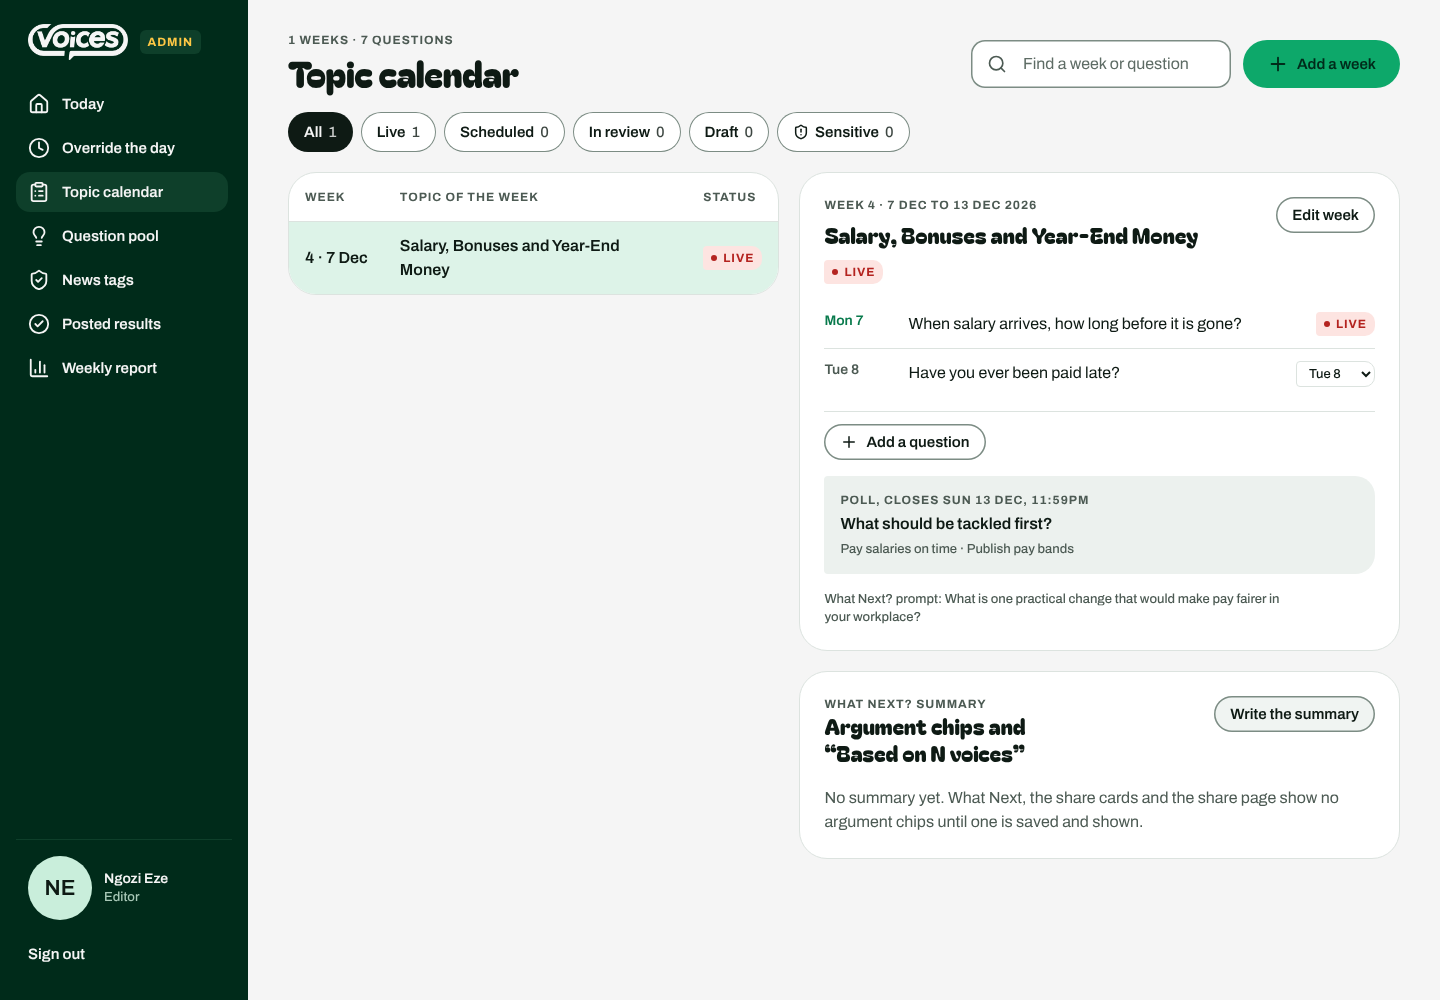 Voices
ADMIN
Today
Override the day
Topic calendar
Question pool
News tags
Posted results
Weekly report
NE
Ngozi Eze
Editor
Sign out
1 WEEKS · 7 QUESTIONS
Topic calendar
Find a week or question
Add a week
All 1
Live 1
Scheduled 0
In review 0
Draft 0
Sensitive 0
WEEK
TOPIC OF THE WEEK
STATUS
4 · 7 Dec
Salary, Bonuses and Year-End
Money
LIVE
WEEK 4 · 7 DEC TO 13 DEC 2026
Edit week
Salary, Bonuses and Year-End Money
LIVE
Mon 7
When salary arrives, how long before it is gone?
LIVE
Tue 8
Have you ever been paid late?
Tue 8
Add a question
POLL, CLOSES SUN 13 DEC, 11:59PM
What should be tackled first?
Pay salaries on time · Publish pay bands
What Next? prompt: What is one practical change that would make pay fairer in
your workplace?
WHAT NEXT? SUMMARY
Write the summary
Argument chips and
“Based on N voices”
No summary yet. What Next, the share cards and the share page show no
argument chips until one is saved and shown.